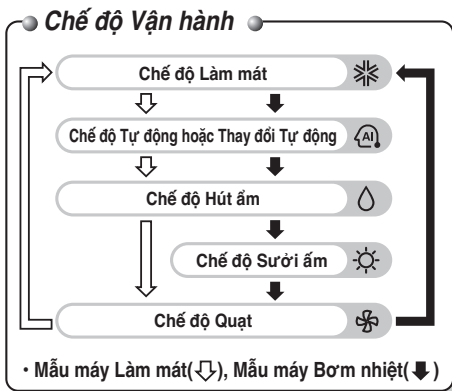 Chế độ Vận hành
Chế độ Làm mát
Chế độ Tự động hoặc Thay đổi Tự động
AI
Chế độ Hút ẩm
Chế độ Sưởi ấm
Chế độ Quạt
• Mẫu máy Làm mát(⇩), Mẫu máy Bơm nhiệt(⬇)